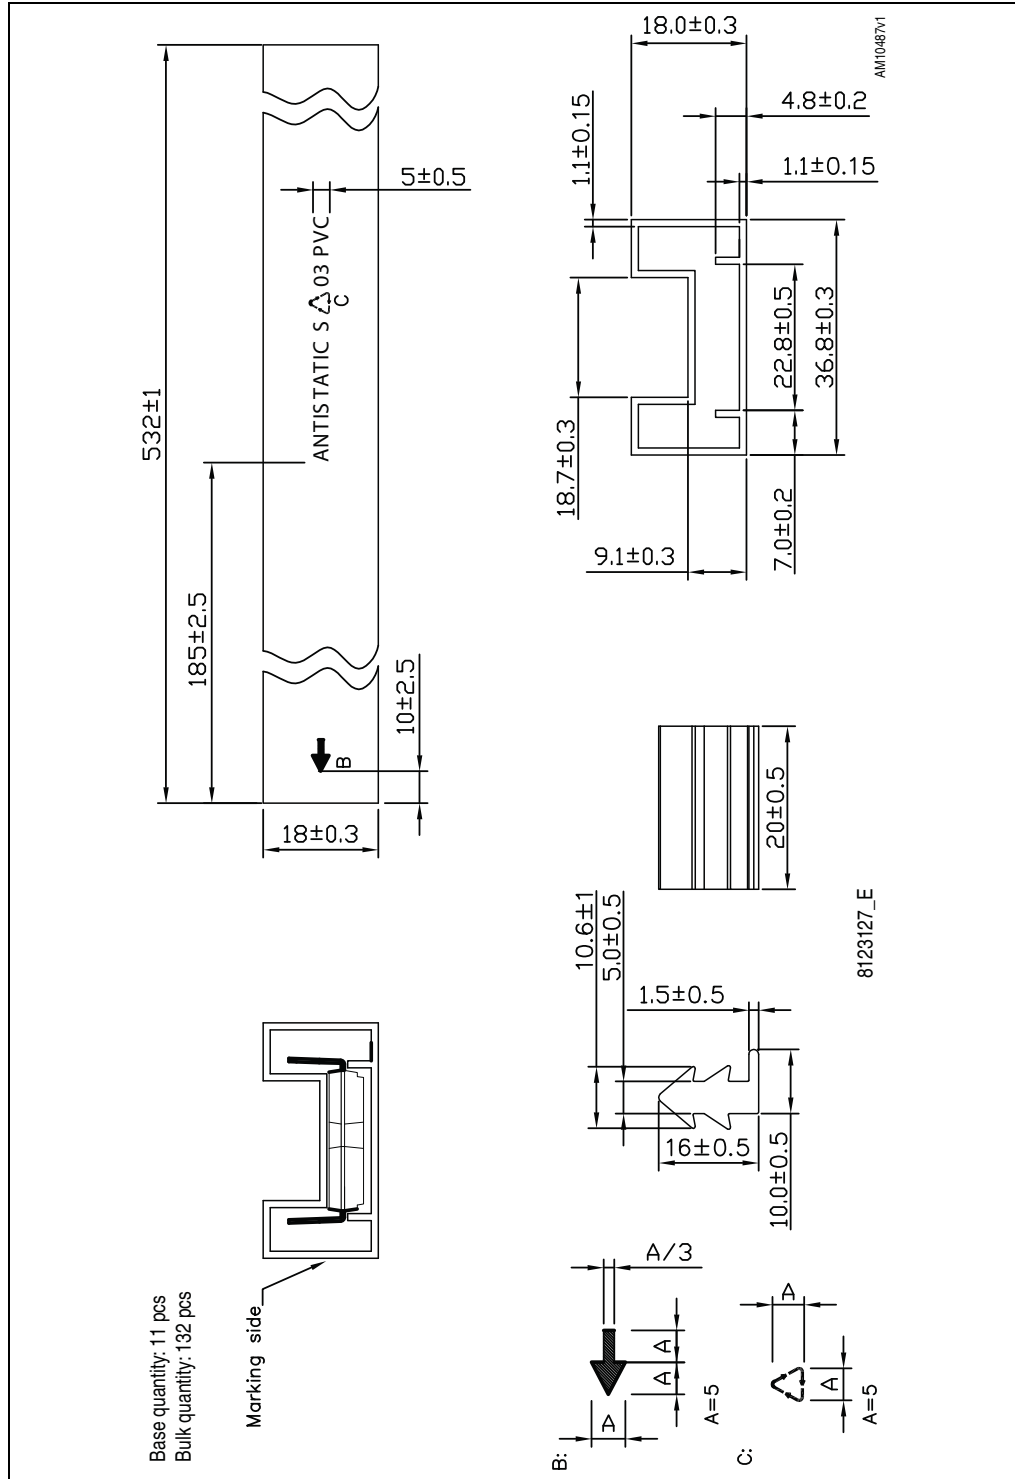 Base quantity: 11 pcs
Bulk quantity: 132 pcs
Marking side
532±1
185±2.5
10±2.5
18±0.3
5±0.5
ANTISTATIC S 03 PVC
C
B
18.0±0.3
4.8±0.2
1.1±0.15
1.1±0.15
18.7±0.3
9.1±0.3
22.8±0.5
36.8±0.3
7.0±0.2
20±0.5
10.6±1
5.0±0.5
1.5±0.5
16±0.5
10.0±0.5
B:
A/3
A
A
A
A=5
C:
A
A
A=5
8123127_E
AM10487v1